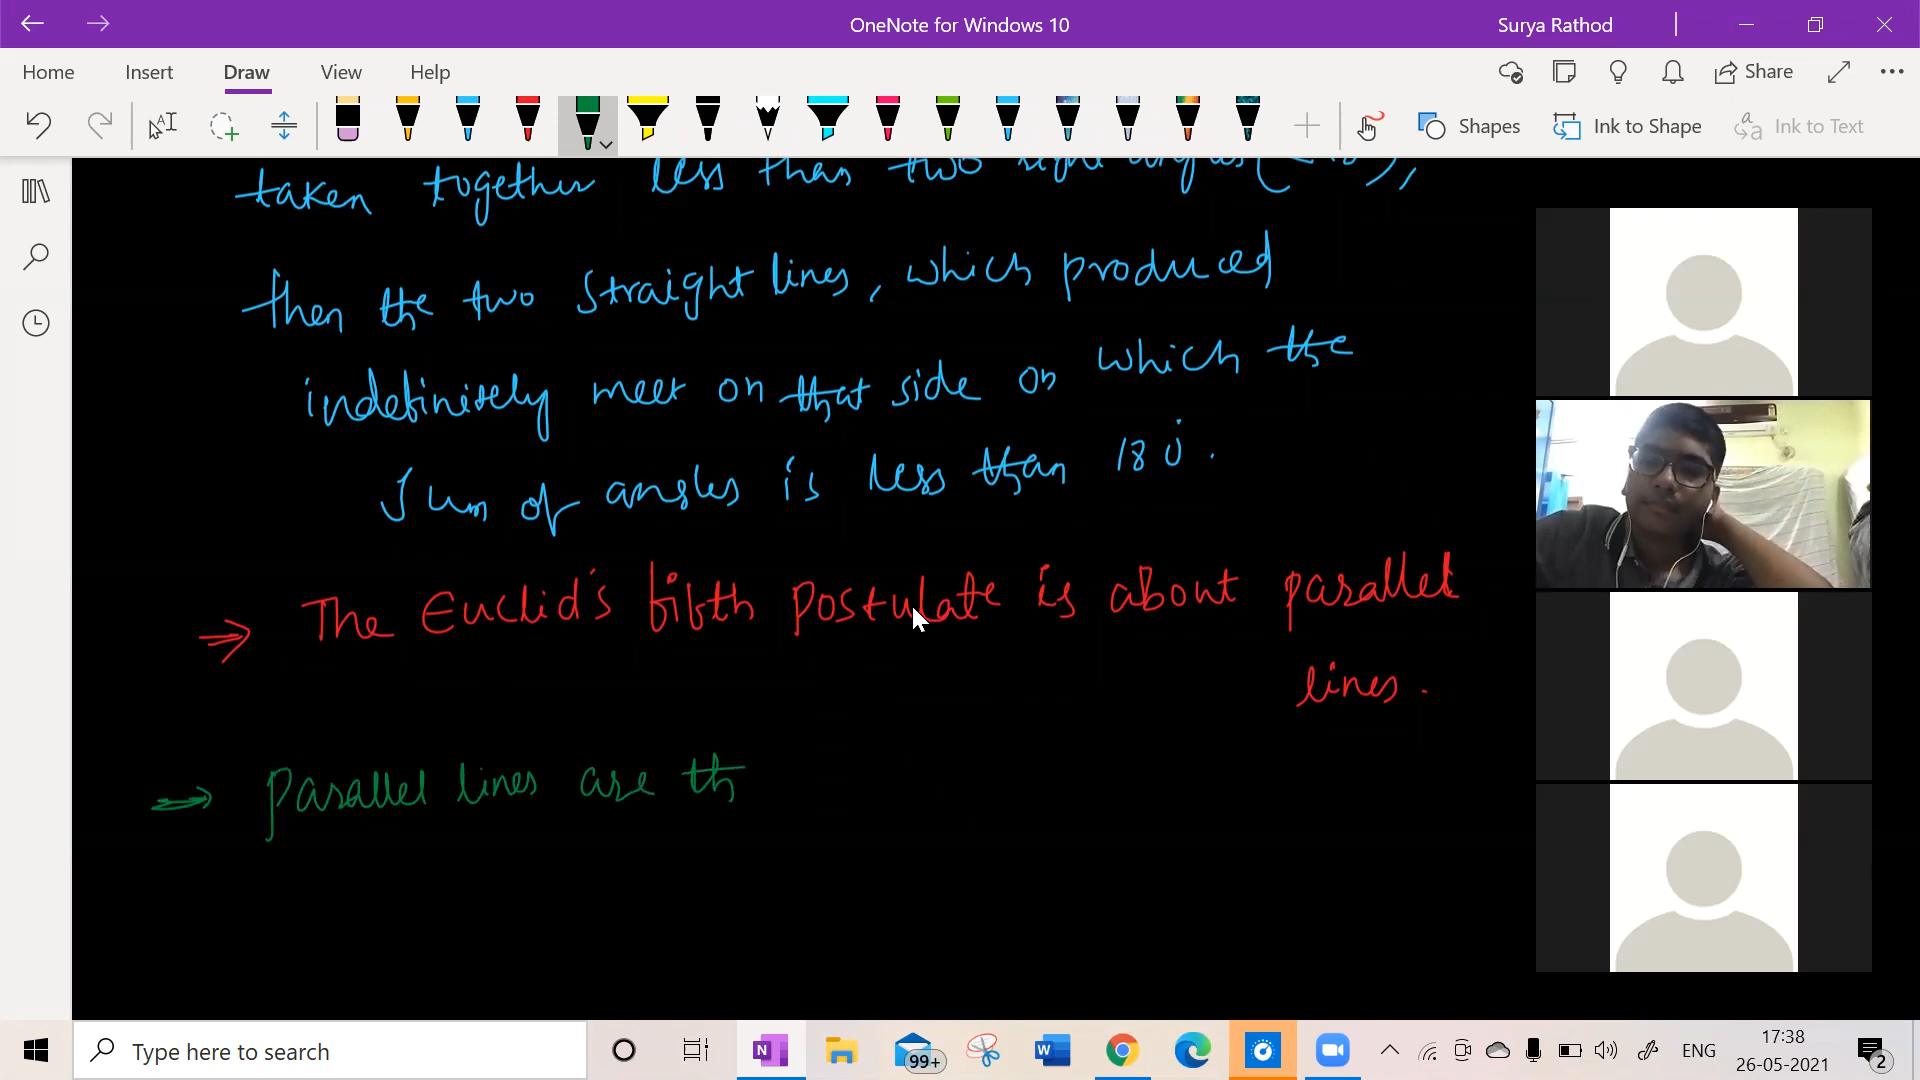 OneNote for Windows 10
Surya Rathod
Home Insert Draw View Help
Share
Shapes Ink to Shape Ink to Text
taken together less than two right angles
then the two straight lines, which produced
indefinitely meet on that side on which the
sum of angles is less than 180°.
⇒ The Euclid's fifth postulate is about parallel
lines.
⇒ parallel lines are th
Type here to search
99+
ENG
17:38
26-05-2021
2